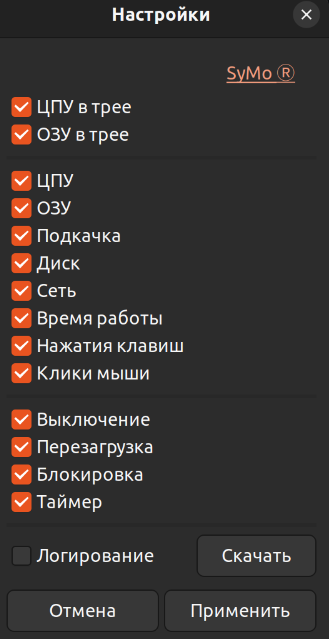 Настройки
SyMo ®
ЦПУ в трее
ОЗУ в трее
ЦПУ
ОЗУ
Подкачка
Диск
Сеть
Время работы
Нажатия клавиш
Клики мыши
Выключение
Перезагрузка
Блокировка
Таймер
Логирование Скачать
Отмена Применить